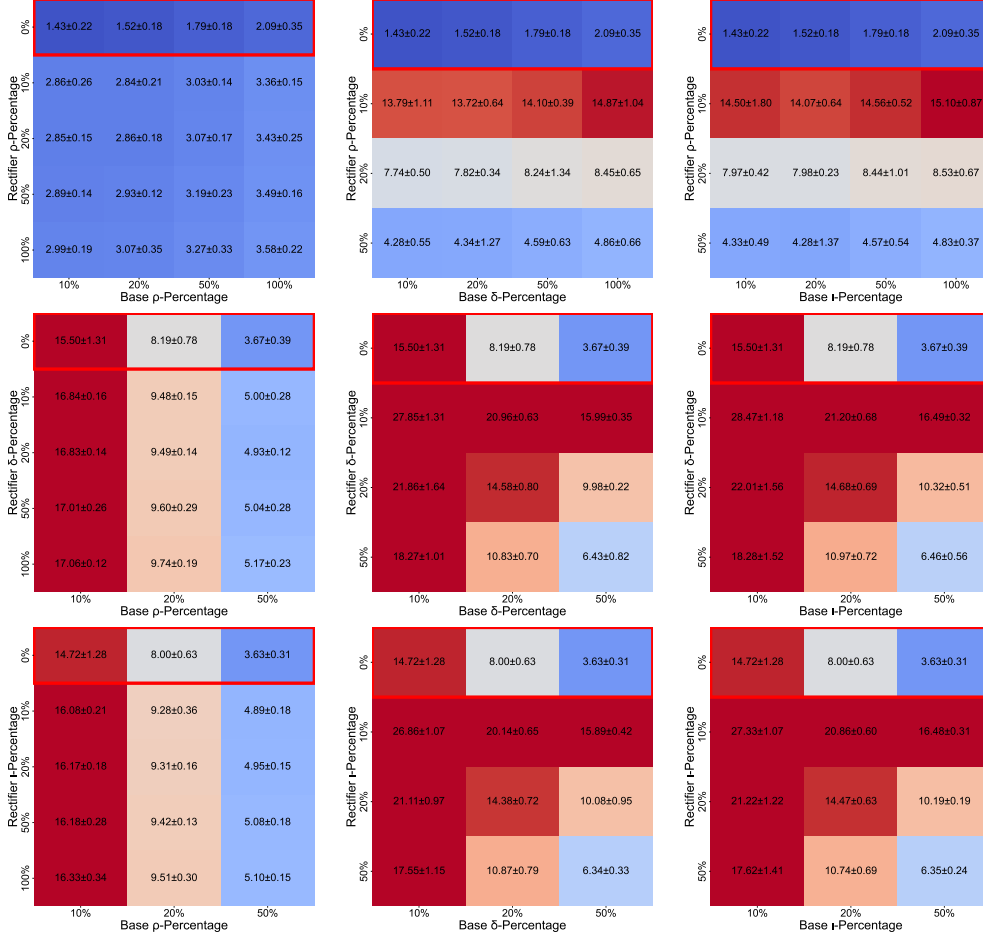 0% 1.43±0.22 1.52±0.18 1.79±0.18 2.09±0.35
10% 2.86±0.26 2.84±0.21 3.03±0.14 3.36±0.15
20% 2.85±0.15 2.86±0.18 3.07±0.17 3.43±0.25
50% 2.89±0.14 2.93±0.12 3.19±0.23 3.49±0.16
100% 2.99±0.19 3.07±0.35 3.27±0.33 3.58±0.22
Rectifier ρ-Percentage
10% 20% 50% 100%
Base ρ-Percentage
0% 1.43±0.22 1.52±0.18 1.79±0.18 2.09±0.35
10% 13.79±1.11 13.72±0.64 14.10±0.39 14.87±1.04
20% 7.74±0.50 7.82±0.34 8.24±1.34 8.45±0.65
50% 4.28±0.55 4.34±1.27 4.59±0.63 4.86±0.66
Rectifier ρ-Percentage
10% 20% 50% 100%
Base δ-Percentage
0% 1.43±0.22 1.52±0.18 1.79±0.18 2.09±0.35
10% 14.50±1.80 14.07±0.64 14.56±0.52 15.10±0.87
20% 7.97±0.42 7.98±0.23 8.44±1.01 8.53±0.67
50% 4.33±0.49 4.28±1.37 4.57±0.54 4.83±0.37
Rectifier ρ-Percentage
10% 20% 50% 100%
Base ı-Percentage
0% 15.50±1.31 8.19±0.78 3.67±0.39
10% 16.84±0.16 9.48±0.15 5.00±0.28
20% 16.83±0.14 9.49±0.14 4.93±0.12
50% 17.01±0.26 9.60±0.29 5.04±0.28
100% 17.06±0.12 9.74±0.19 5.17±0.23
Rectifier δ-Percentage
10% 20% 50%
Base ρ-Percentage
0% 15.50±1.31 8.19±0.78 3.67±0.39
10% 27.85±1.31 20.96±0.63 15.99±0.35
20% 21.86±1.64 14.58±0.80 9.98±0.22
50% 18.27±1.01 10.83±0.70 6.43±0.82
Rectifier δ-Percentage
10% 20% 50%
Base δ-Percentage
0% 15.50±1.31 8.19±0.78 3.67±0.39
10% 28.47±1.18 21.20±0.68 16.49±0.32
20% 22.01±1.56 14.68±0.69 10.32±0.51
50% 18.28±1.52 10.97±0.72 6.46±0.56
Rectifier δ-Percentage
10% 20% 50%
Base ı-Percentage
0% 14.72±1.28 8.00±0.63 3.63±0.31
10% 16.08±0.21 9.28±0.36 4.89±0.18
20% 16.17±0.18 9.31±0.16 4.95±0.15
50% 16.18±0.28 9.42±0.13 5.08±0.18
100% 16.33±0.34 9.51±0.30 5.10±0.15
Rectifier ı-Percentage
10% 20% 50%
Base ρ-Percentage
0% 14.72±1.28 8.00±0.63 3.63±0.31
10% 26.86±1.07 20.14±0.65 15.89±0.42
20% 21.11±0.97 14.38±0.72 10.08±0.95
50% 17.55±1.15 10.87±0.79 6.34±0.33
Rectifier ı-Percentage
10% 20% 50%
Base δ-Percentage
0% 14.72±1.28 8.00±0.63 3.63±0.31
10% 27.33±1.07 20.86±0.60 16.48±0.31
20% 21.22±1.22 14.47±0.63 10.19±0.19
50% 17.62±1.41 10.74±0.69 6.35±0.24
Rectifier ı-Percentage
10% 20% 50%
Base ı-Percentage